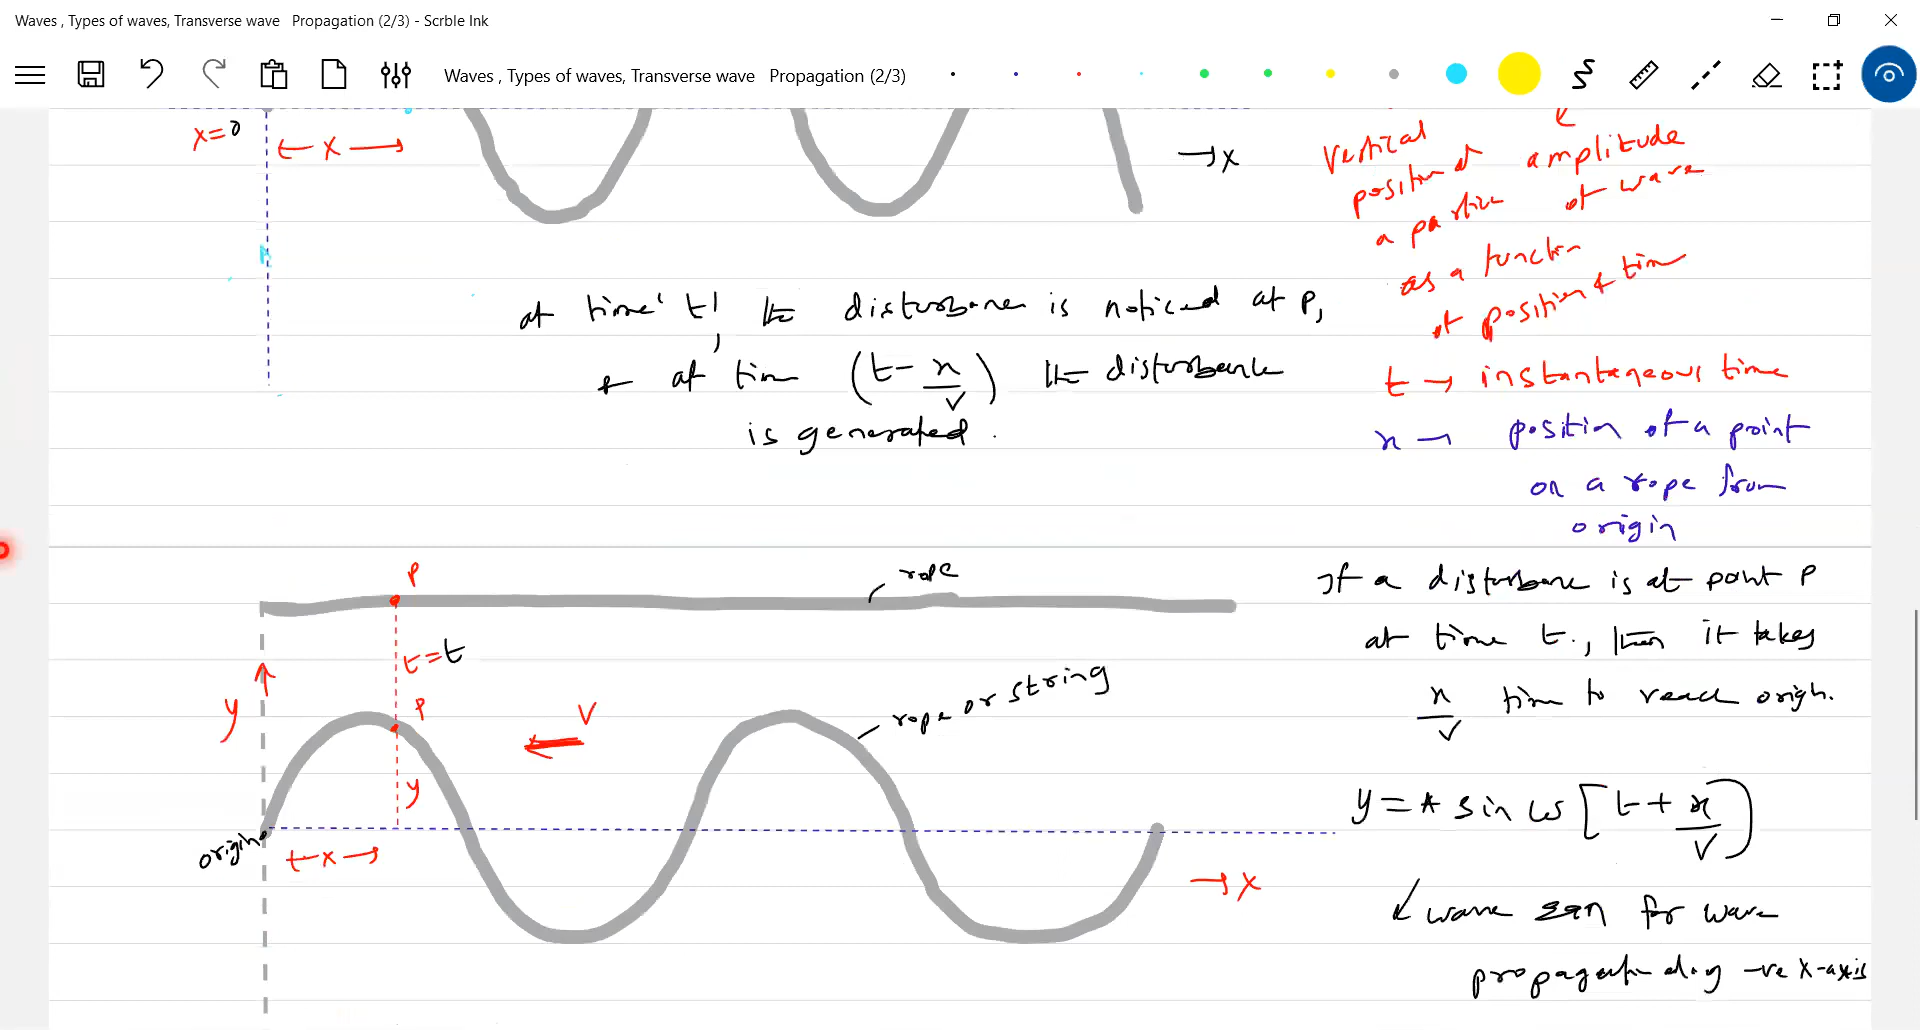 Waves , Types of waves, Transverse wave Propagation (2/3) - Scrble Ink
Waves , Types of waves, Transverse wave Propagation (2/3)
x=0
x
→ x
Vertical
position of
a particle
as a function
of position & time
amplitude
of wave
t → instantaneous time
x → position of a point
on a rope from
origin
at time 't' the disturbance is noticed at P,
& at time (t - x/v) the disturbance
is generated.
P
rope
t=t
y
P
V
rope or string
y
origin
x
→ x
If a disturbance is at point P
at time t., then it takes
x/v time to reach origin.
y = A sin ω [t + x/v]
wave eqn for wave
propagating along -ve x-axis